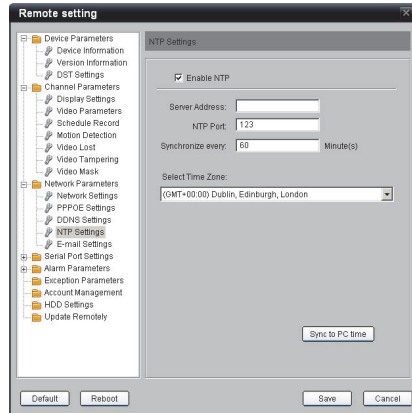 Remote setting
Device Parameters
Device Information
Version Information
DST Settings
Channel Parameters
Display Settings
Video Parameters
Schedule Record
Motion Detection
Video Lost
Video Tampering
Video Mask
Network Parameters
Network Settings
PPPOE Settings
DDNS Settings
NTP Settings
E-mail Settings
Serial Port Settings
Alarm Parameters
Exception Parameters
Account Management
HDD Settings
Update Remotely
NTP Settings
Enable NTP
Server Address:
NTP Port: 123
Synchronize every: 60 Minute(s)
Select Time Zone:
(GMT+00:00) Dublin, Edinburgh, London
Sync to PC time
Default Reboot Save Cancel